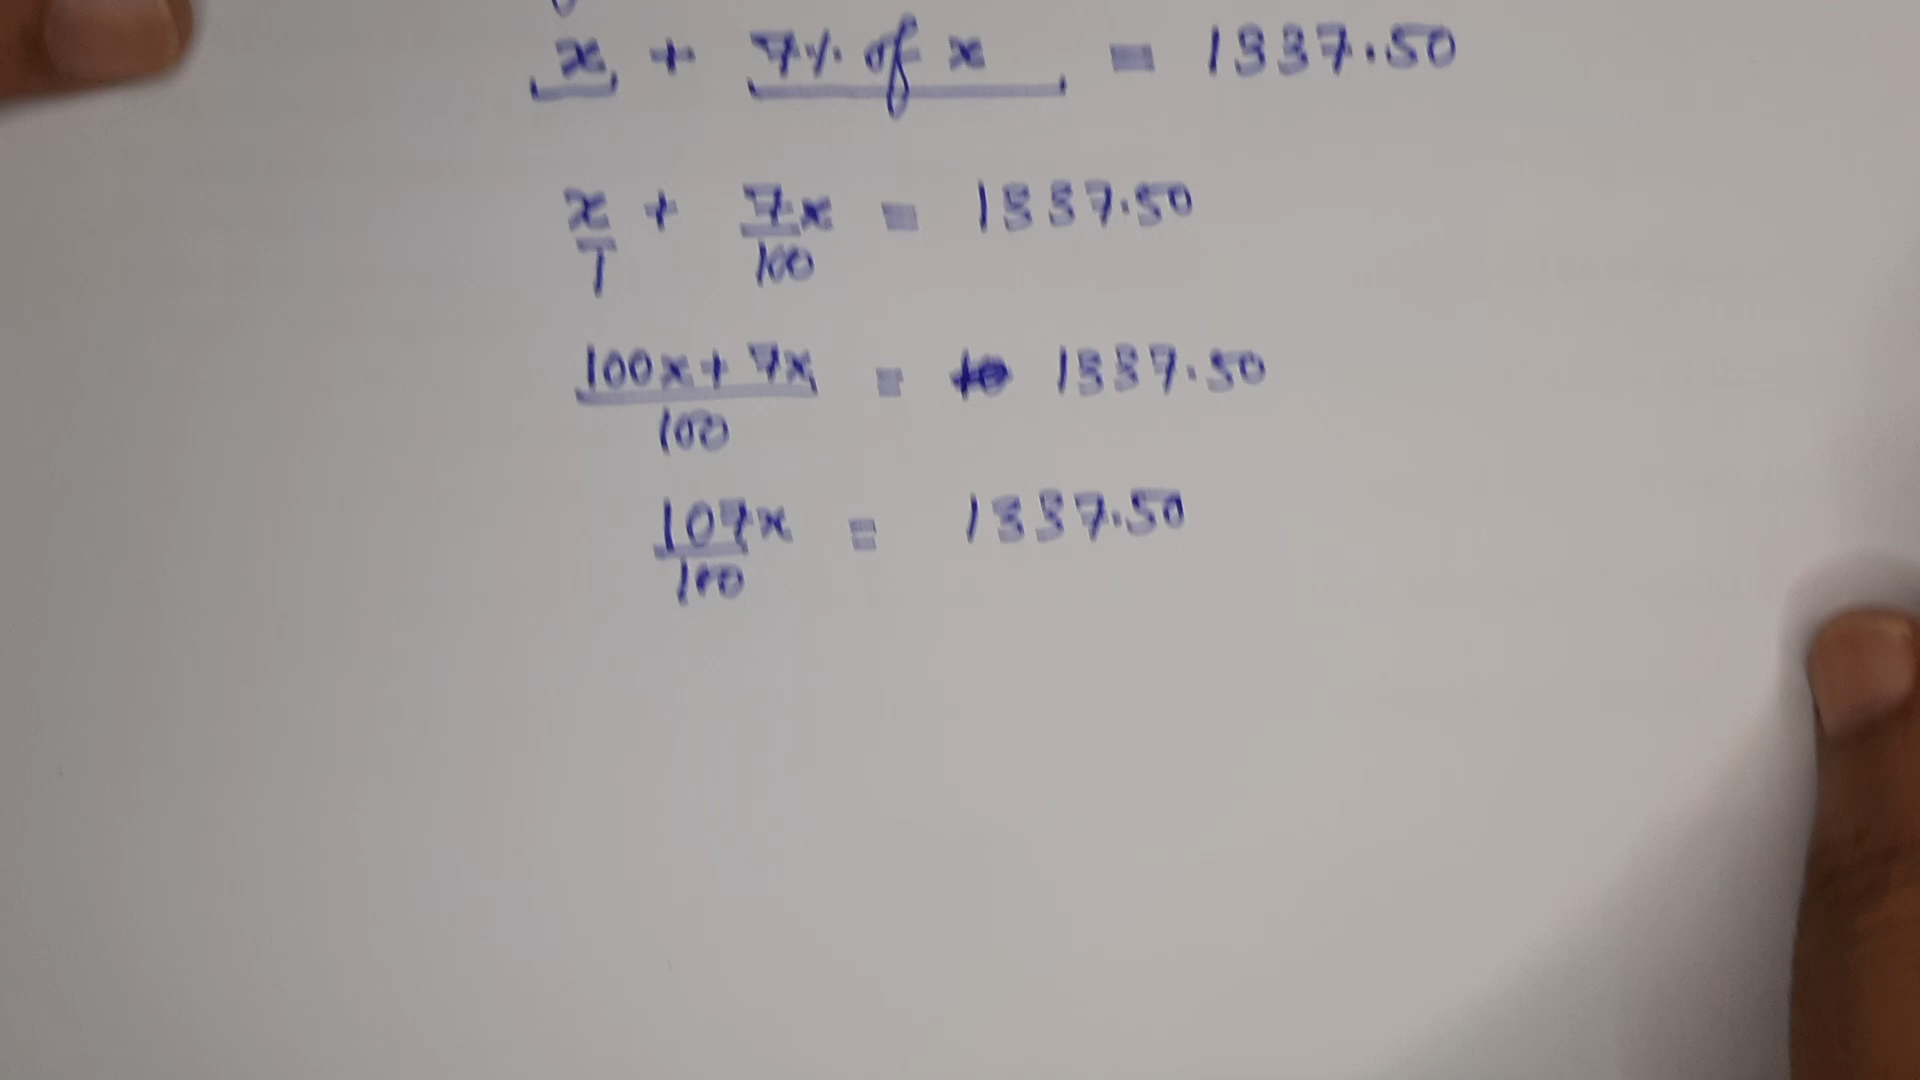 x + 7% of x = 1337.50
x/1 + 7x/100 = 1337.50
100x + 7x/100 = 1337.50
107x/100 = 1337.50